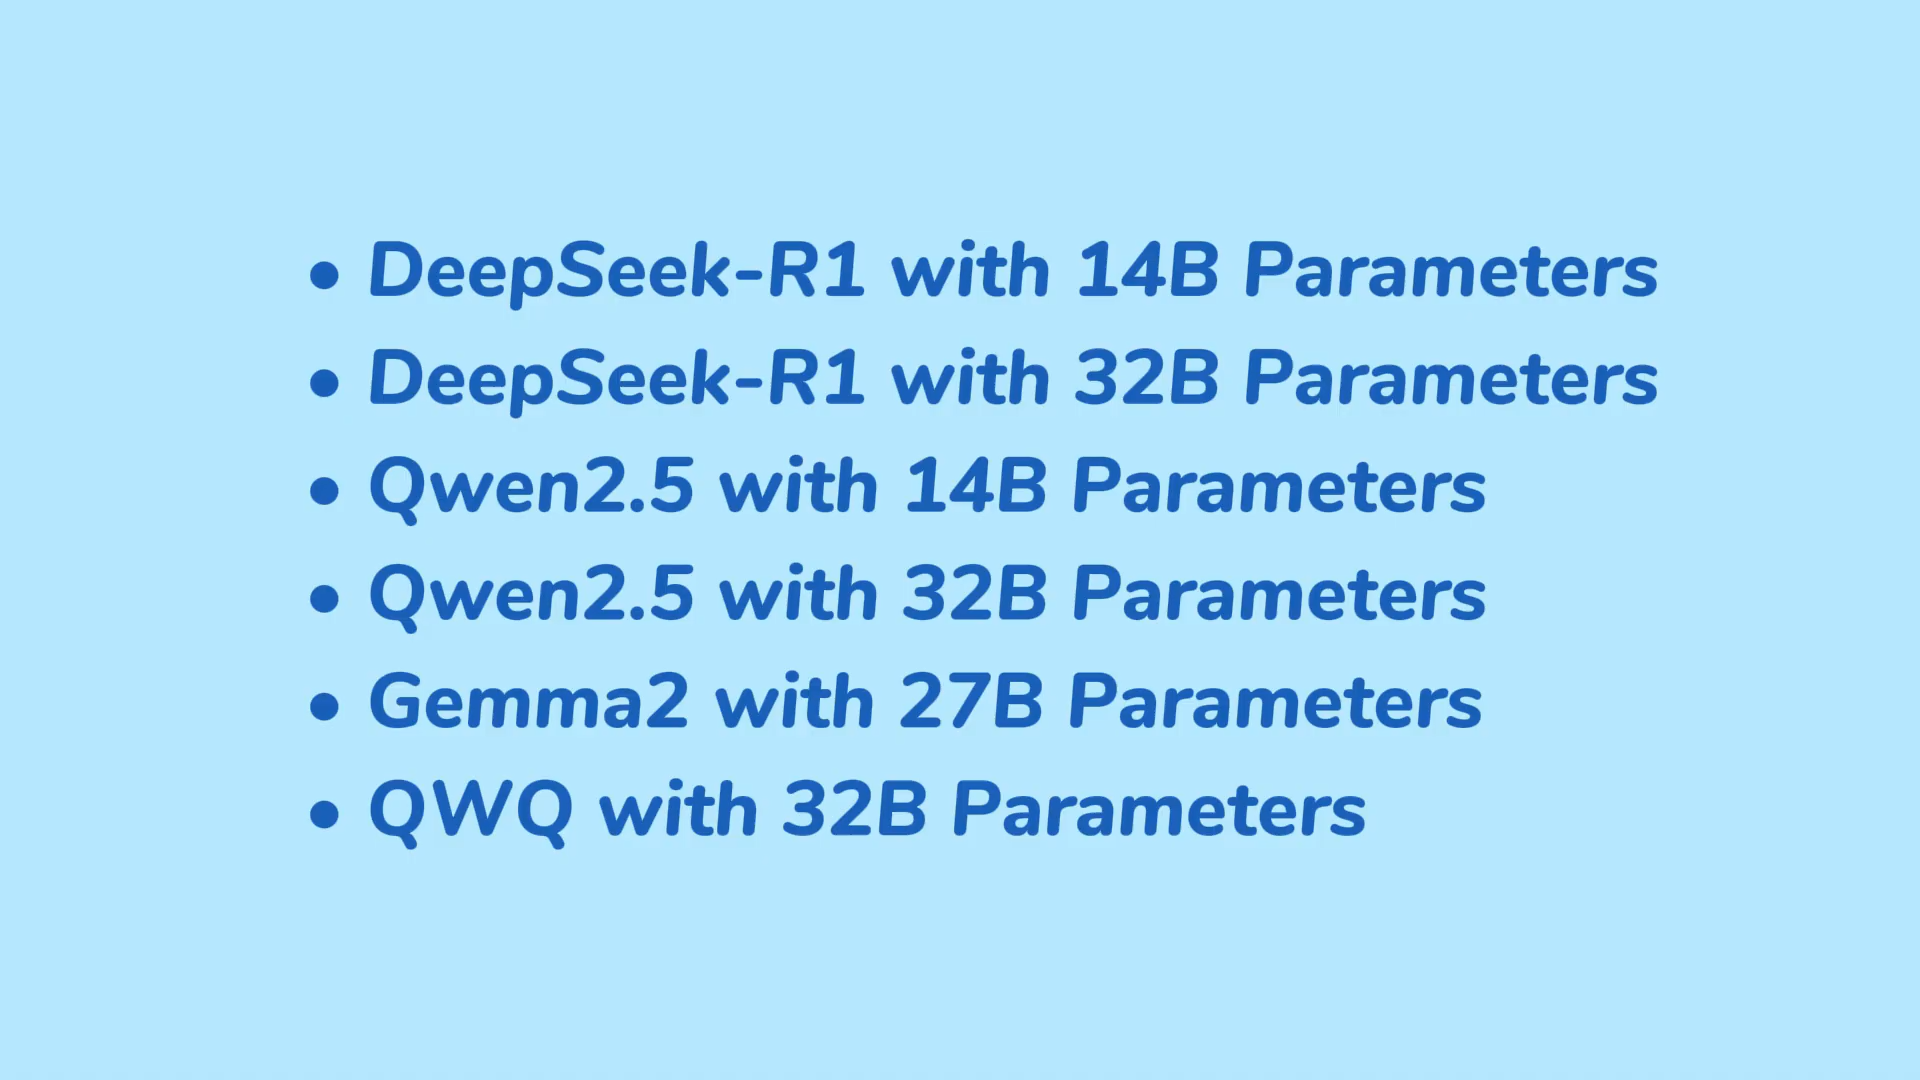 • DeepSeek-R1 with 14B Parameters
• DeepSeek-R1 with 32B Parameters
• Qwen2.5 with 14B Parameters
• Qwen2.5 with 32B Parameters
• Gemma2 with 27B Parameters
• QWQ with 32B Parameters